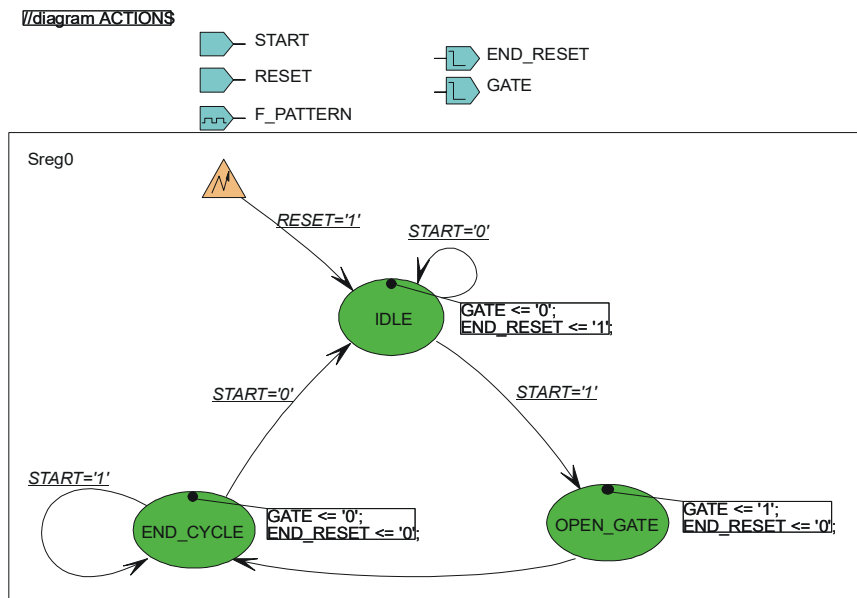 //diagram ACTIONS
START
END_RESET
RESET
GATE
F_PATTERN
Sreg0
RESET='1'
START='0'
IDLE
GATE <= '0';
END_RESET <= '1';
START='0'
START='1'
START='1'
END_CYCLE
GATE <= '0';
END_RESET <= '0';
OPEN_GATE
GATE <= '1';
END_RESET <= '0';